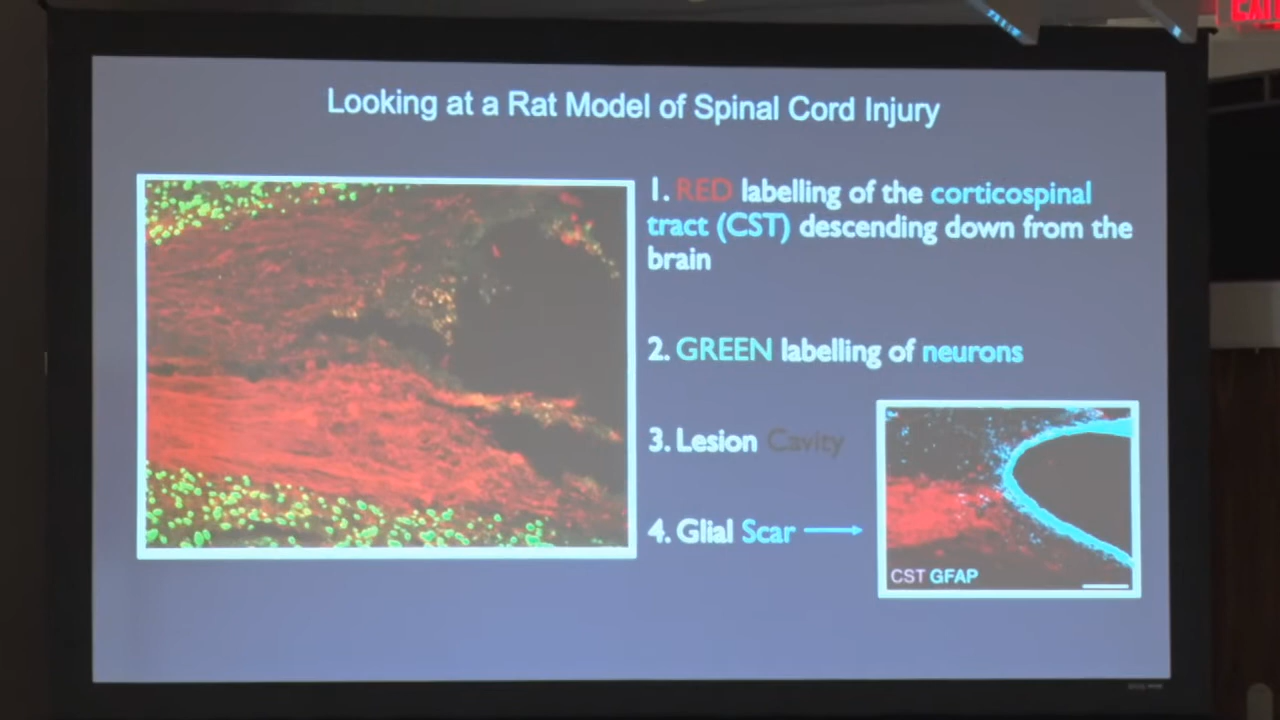 Looking at a Rat Model of Spinal Cord Injury
1. RED labelling of the corticospinal
tract (CST) descending down from the
brain
2. GREEN labelling of neurons
3. Lesion Cavity
4. Glial Scar
CST GFAP